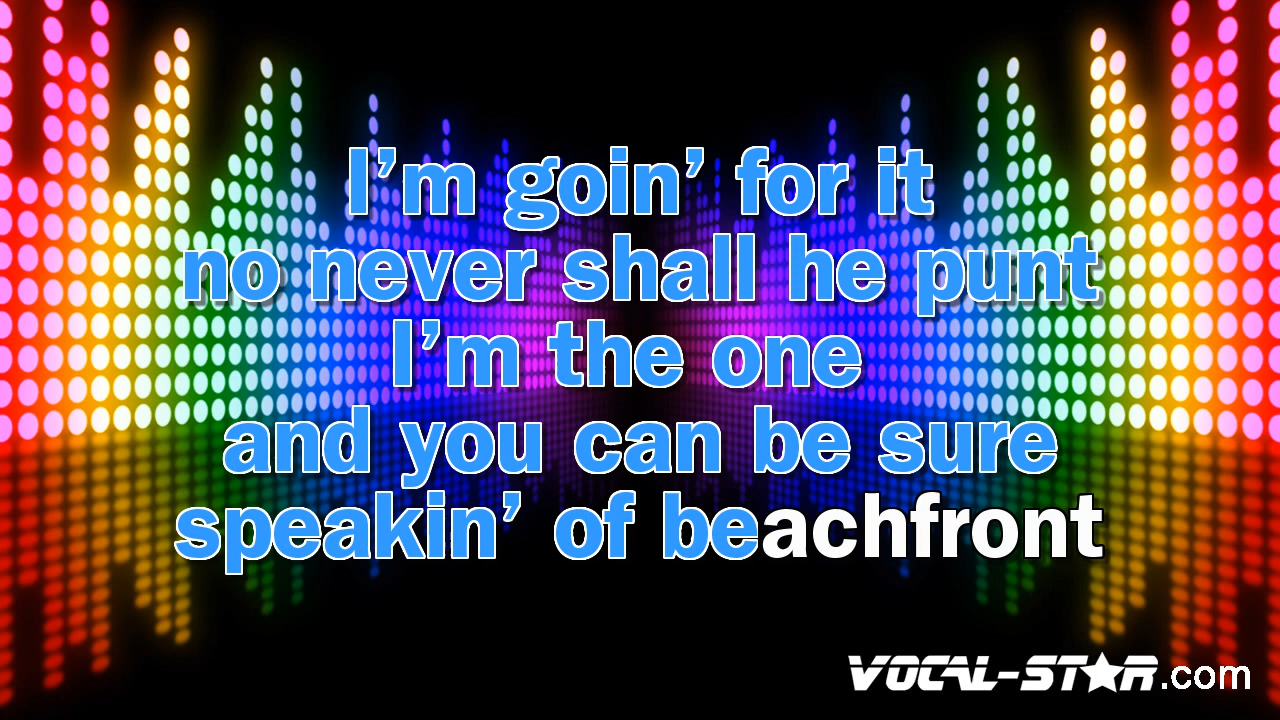 I'm goin' for it
no never shall he punt
I'm the one
and you can be sure
speakin' of beachfront
VOCAL-STAR.com